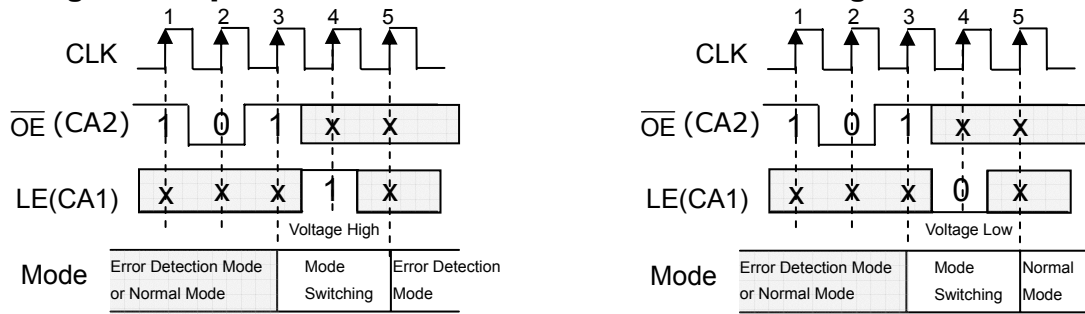 1 2 3 4 5
CLK
OE (CA2) 1 0 1 x x
LE(CA1) x x x 1 x
Voltage High
Mode
Error Detection Mode
or Normal Mode
Mode
Switching
Error Detection
Mode
1 2 3 4 5
CLK
OE (CA2) 1 0 1 x x
LE(CA1) x x x 0 x
Voltage Low
Mode
Error Detection Mode
or Normal Mode
Mode
Switching
Normal
Mode